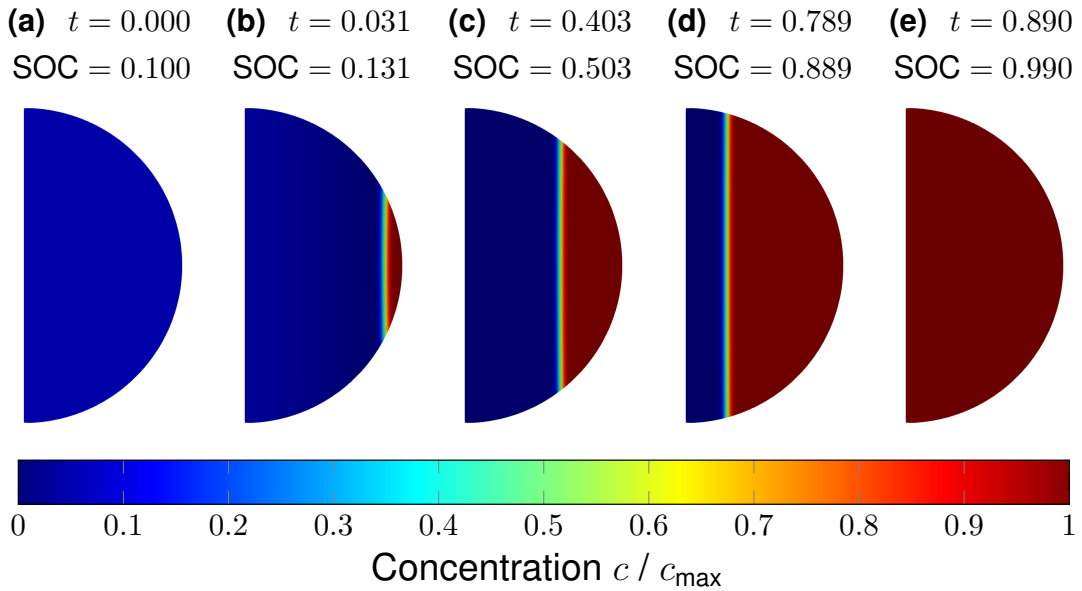 (a) t = 0.000 (b) t = 0.031 (c) t = 0.403 (d) t = 0.789 (e) t = 0.890
SOC = 0.100 SOC = 0.131 SOC = 0.503 SOC = 0.889 SOC = 0.990
0 0.1 0.2 0.3 0.4 0.5 0.6 0.7 0.8 0.9 1
Concentration c / c_max